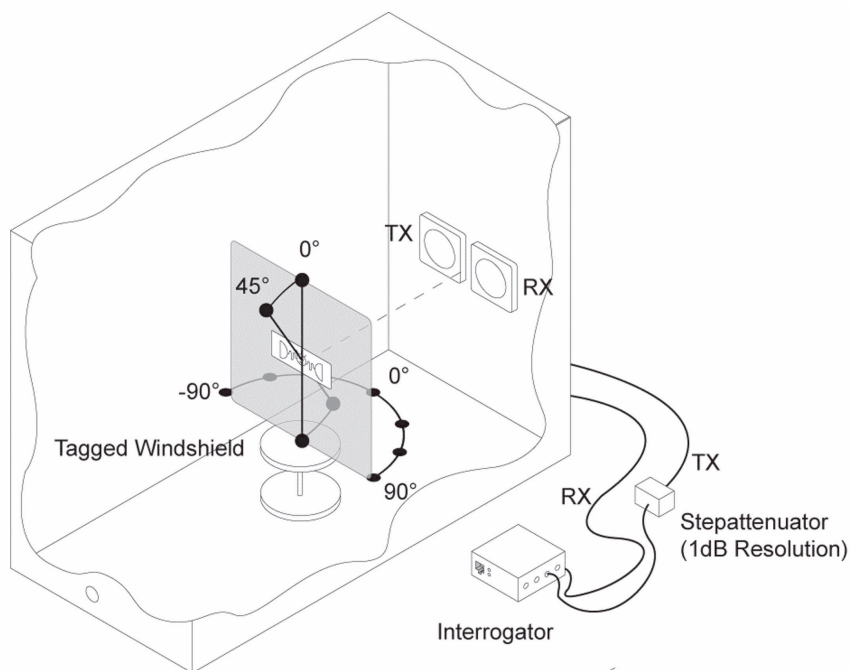 TX
0°
45°
RX
0°
-90°
Tagged Windshield
90°
TX
RX
Stepattenuator
(1dB Resolution)
Interrogator